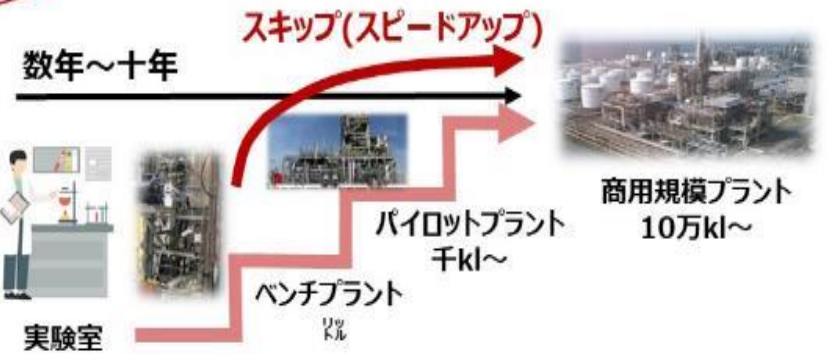 スキップ(スピードアップ)
数年～十年
商用規模プラント
10万kl～
パイロットプラント
千kl～
ベンチプラント
リットル
実験室